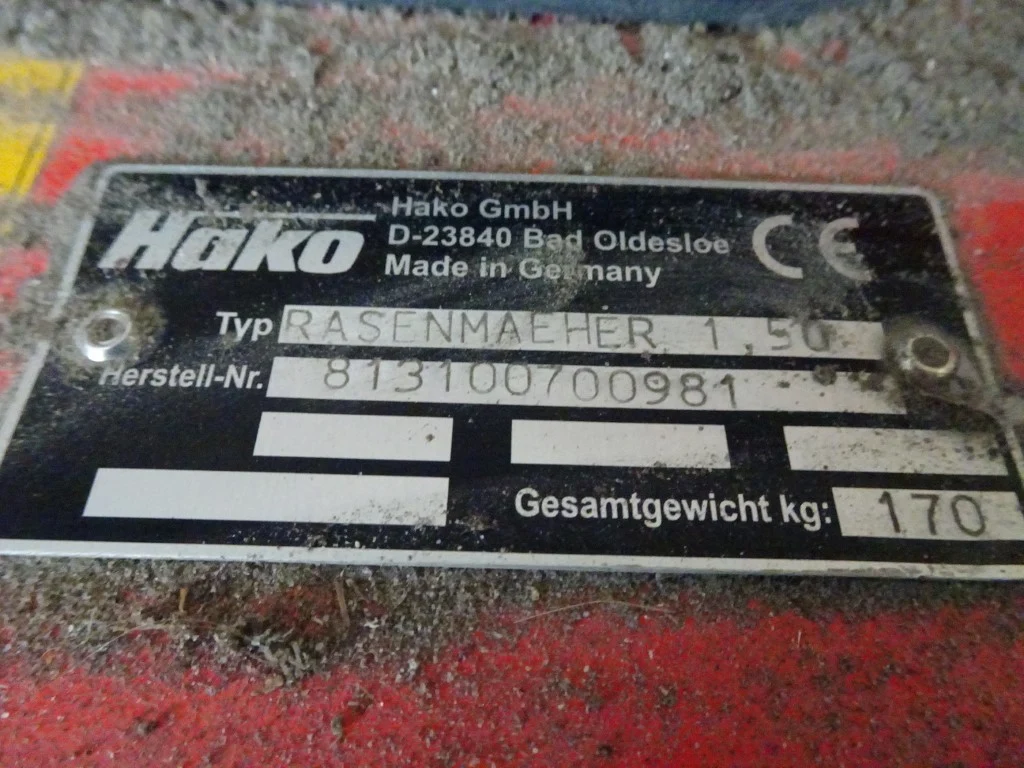 Hako
Hako GmbH
D-23840 Bad Oldesloe
Made in Germany
CE
Typ RASENMAEHER 1,50
Herstell-Nr. 813100700981
Gesamtgewicht kg: 170